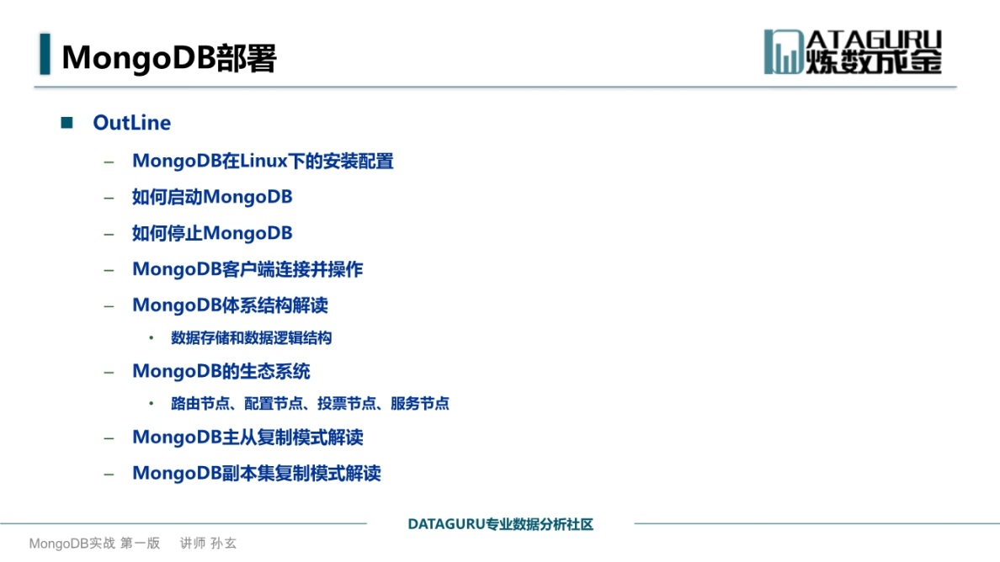 MongoDB部署
DATAGURU
炼数成金
■ OutLine
– MongoDB在Linux下的安装配置
– 如何启动MongoDB
– 如何停止MongoDB
– MongoDB客户端连接并操作
– MongoDB体系结构解读
• 数据存储和数据逻辑结构
– MongoDB的生态系统
• 路由节点、配置节点、投票节点、服务节点
– MongoDB主从复制模式解读
– MongoDB副本集复制模式解读
DATAGURU专业数据分析社区
MongoDB实战 第一版 讲师 孙玄